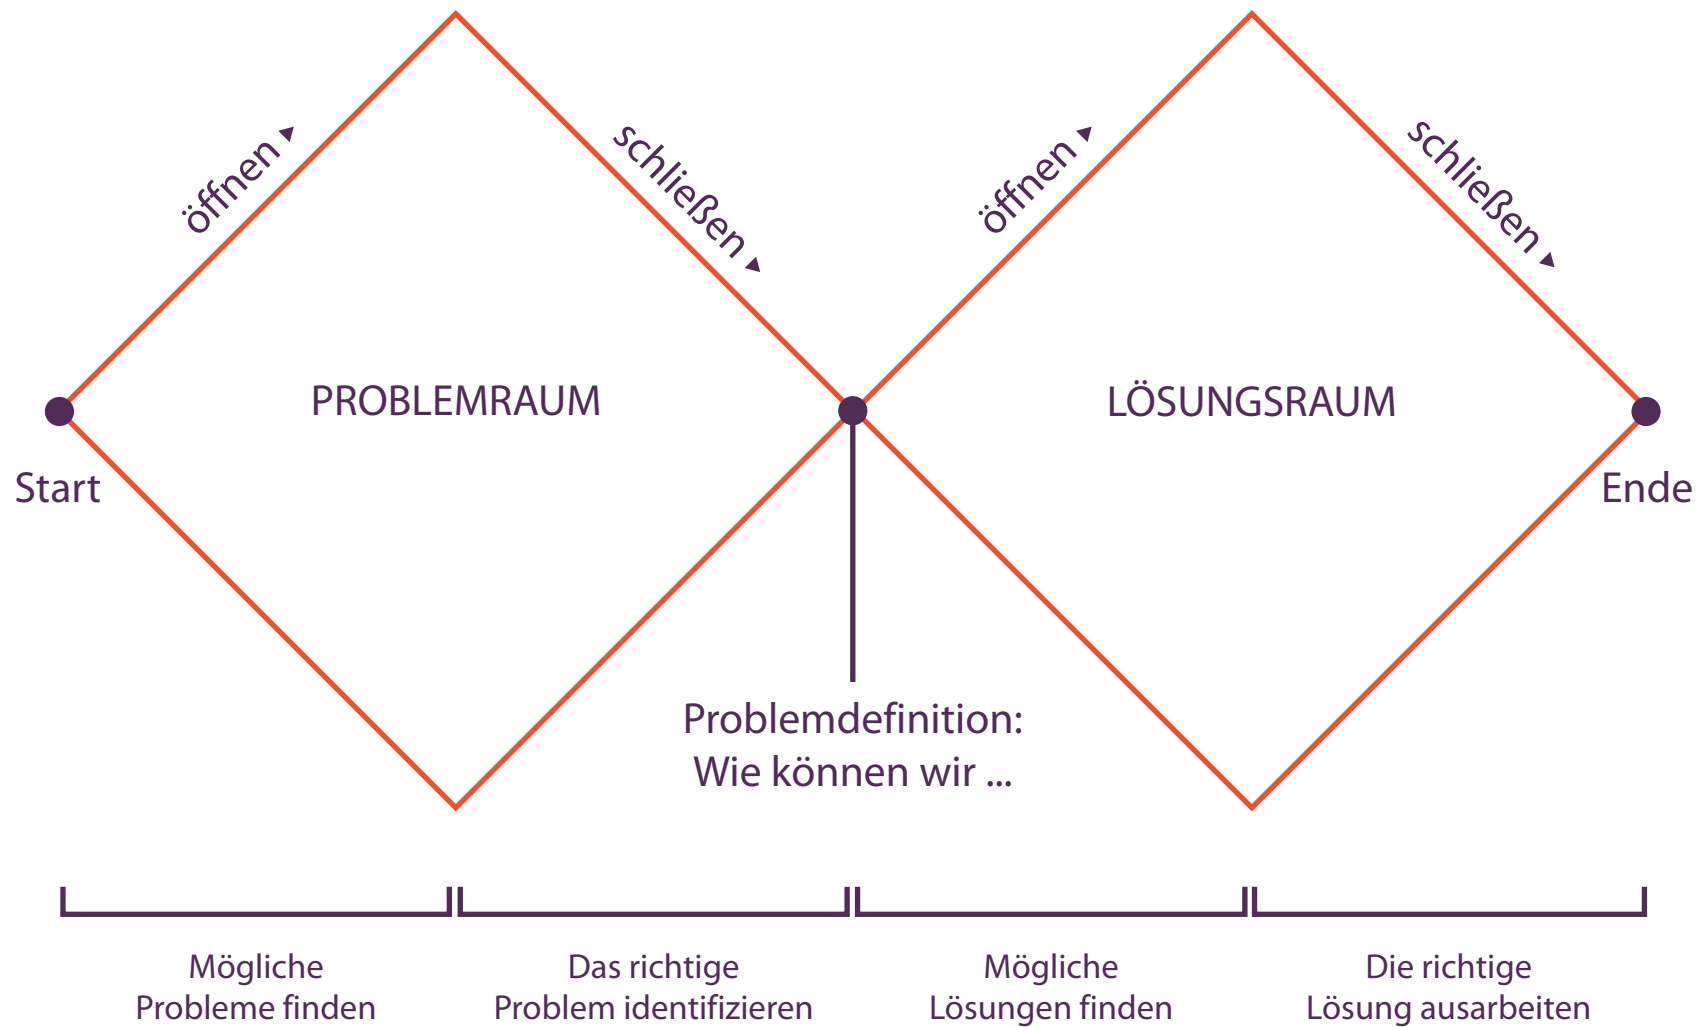 öffnen
schließen
öffnen
schließen
PROBLEMRAUM
LÖSUNGSRAUM
Start
Ende
Problemdefinition:
Wie können wir ...
Mögliche
Probleme finden
Das richtige
Problem identifizieren
Mögliche
Lösungen finden
Die richtige
Lösung ausarbeiten